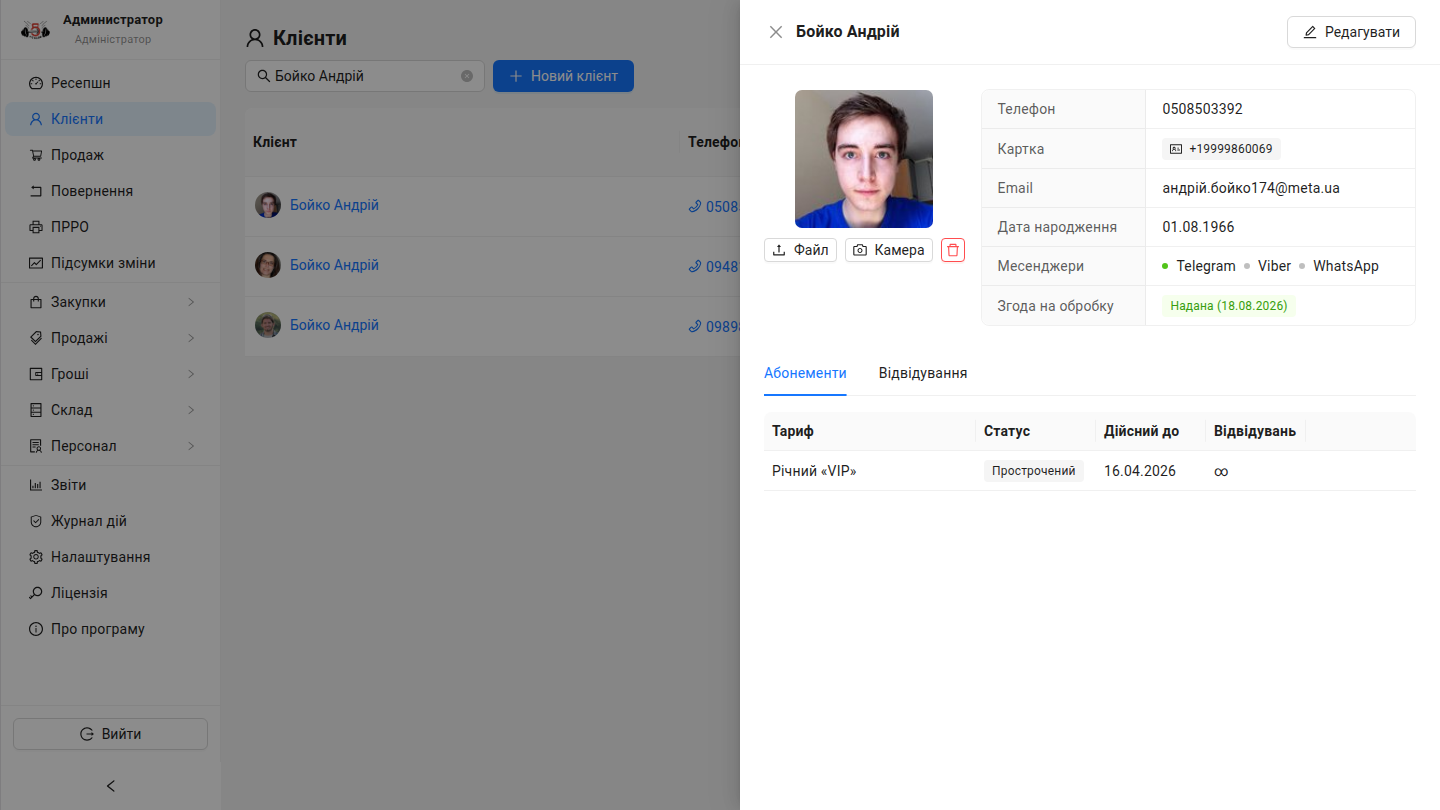 Администратор
Адміністратор
Ресепшн
Клієнти
Продаж
Повернення
ПРРО
Підсумки зміни
Закупки
Продажі
Гроші
Склад
Персонал
Звіти
Журнал дій
Налаштування
Ліцензія
Про програму
Вийти
Клієнти
Бойко Андрій
Новий клієнт
Клієнт
Бойко Андрій 0508
Бойко Андрій 0948
Бойко Андрій 0989
Бойко Андрій
Редагувати
Файл
Камера
Телефон 0508503392
Картка +19999860069
Email андрій.бойко174@meta.ua
Дата народження 01.08.1966
Месенджери Telegram Viber WhatsApp
Згода на обробку Надана (18.08.2026)
Абонементи Відвідування
Тариф Статус Дійсний до Відвідувань
Річний «VIP» Прострочений 16.04.2026 ∞